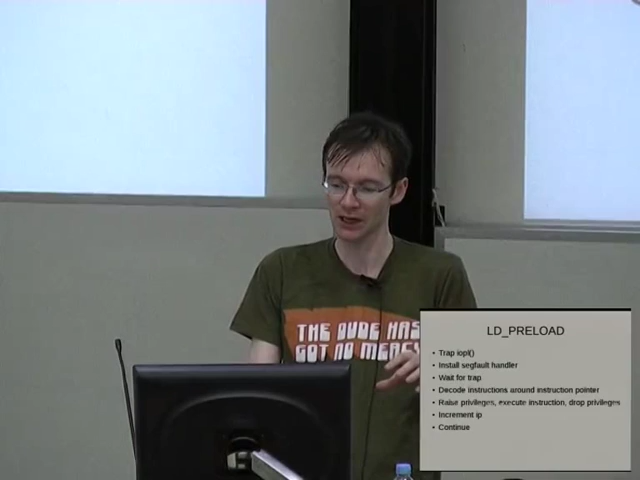 THE DUDE HAS
GOT NO MERCY
LD_PRELOAD
• Trap iopl()
• Install segfault handler
• Wait for trap
• Decode instructions around instruction pointer
• Raise privileges, execute instruction, drop privileges
• Increment ip
• Continue